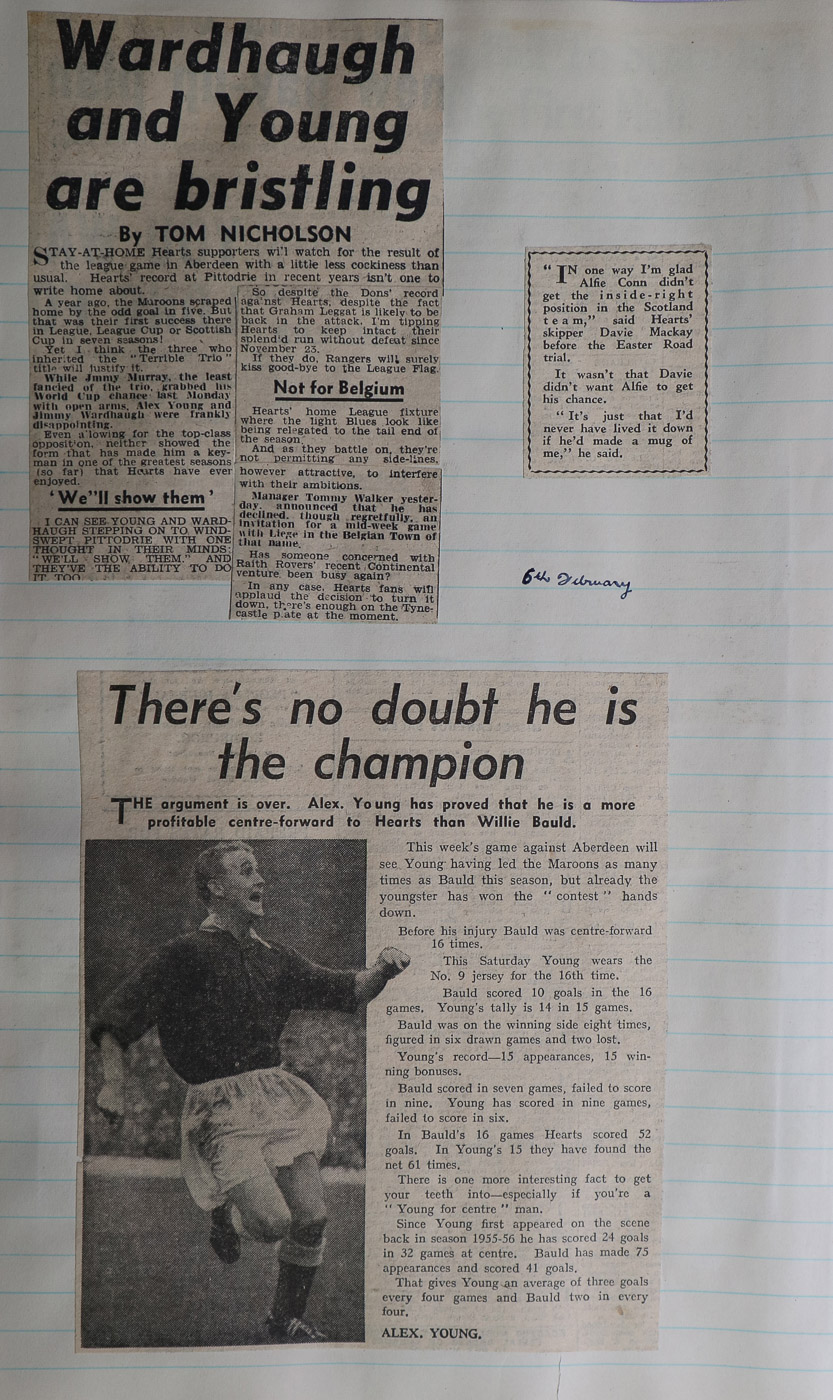 Wardhaugh
and Young
are bristling
By TOM NICHOLSON
STAY-AT-HOME Hearts supporters will watch for the result of
the league game in Aberdeen with a little less cockiness than
usual. Hearts' record at Pittodrie in recent years isn't one to
write home about.
A year ago, the Maroons scraped
home by the odd goal in five. But
that was their first success there
in League, League Cup or Scottish
Cup in seven seasons!
Yet I think the three who
inherited the "Terrible Trio"
title will justify it.
While Jimmy Murray, the least
fancied of the trio, grabbed his
World Cup chance last Monday
with open arms, Alex Young and
Jimmy Wardhaugh were frankly
disappointing.
Even allowing for the top-class
opposition, neither showed the
form that has made him a key-
man in one of the greatest seasons
(so far) that Hearts have ever
enjoyed.
'We"ll show them'
I CAN SEE YOUNG AND WARD-
HAUGH STEPPING ON TO WIND-
SWEPT PITTODRIE WITH ONE
THOUGHT IN THEIR MINDS:
"WE'LL SHOW THEM." AND
THEY'VE THE ABILITY TO DO
IT, TOO
So despite the Dons' record
against Hearts, despite the fact
that Graham Leggat is likely to be
back in the attack, I'm tipping
Hearts to keep intact their
splendid run without defeat since
November 23.
If they do, Rangers will surely
kiss good-bye to the League Flag.
Not for Belgium
Hearts' home League fixture
where the light Blues look like
being relegated to the tail end of
the season
And as they battle on, they're
not permitting any side-lines,
however attractive, to interfere
with their ambitions.
Manager Tommy Walker yester-
day, announced that he has
declined, though regretfully, an
invitation for a mid-week game
with Liege in the Belgian Town of
that name.
Has someone concerned with
Raith Rovers' recent Continental
venture, been busy again?
In any case, Hearts fans will
applaud the decision to turn it
down, there's enough on the Tyne-
castle plate at the moment.
"IN one way I'm glad
Alfie Conn didn't
get the inside-right
position in the Scotland
team," said Hearts'
skipper Davie Mackay
before the Easter Road
trial.
It wasn't that Davie
didn't want Alfie to get
his chance.
"It's just that I'd
never have lived it down
if he'd made a mug of
me," he said.
6th February
There's no doubt he is
the champion
THE argument is over. Alex. Young has proved that he is a more
profitable centre-forward to Hearts than Willie Bauld.
This week's game against Aberdeen will
see Young having led the Maroons as many
times as Bauld this season, but already the
youngster has won the "contest" hands
down.
Before his injury Bauld was centre-forward
16 times.
This Saturday Young wears the
No. 9 jersey for the 16th time.
Bauld scored 10 goals in the 16
games. Young's tally is 14 in 15 games.
Bauld was on the winning side eight times,
figured in six drawn games and two lost.
Young's record—15 appearances, 15 win-
ning bonuses.
Bauld scored in seven games, failed to score
in nine. Young has scored in nine games,
failed to score in six.
In Bauld's 16 games Hearts scored 52
goals. In Young's 15 they have found the
net 61 times.
There is one more interesting fact to get
your teeth into—especially if you're a
"Young for centre" man.
Since Young first appeared on the scene
back in season 1955-56 he has scored 24 goals
in 32 games at centre. Bauld has made 75
appearances and scored 41 goals.
That gives Young an average of three goals
every four games and Bauld two in every
four.
ALEX. YOUNG.